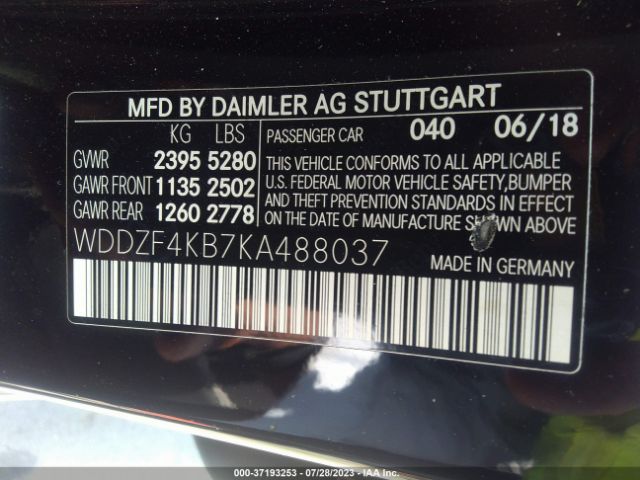 MFD BY DAIMLER AG STUTTGART
KG LBS
GVWR 2395 5280
GAWR FRONT 1135 2502
GAWR REAR 1260 2778
PASSENGER CAR 040 06/18
THIS VEHICLE CONFORMS TO ALL APPLICABLE
U.S. FEDERAL MOTOR VEHICLE SAFETY,BUMPER
AND THEFT PREVENTION STANDARDS IN EFFECT
ON THE DATE OF MANUFACTURE SHOWN ABOVE
WDDZF4KB7KA488037
MADE IN GERMANY
000-37193253 - 07/28/2023 - IAA Inc.